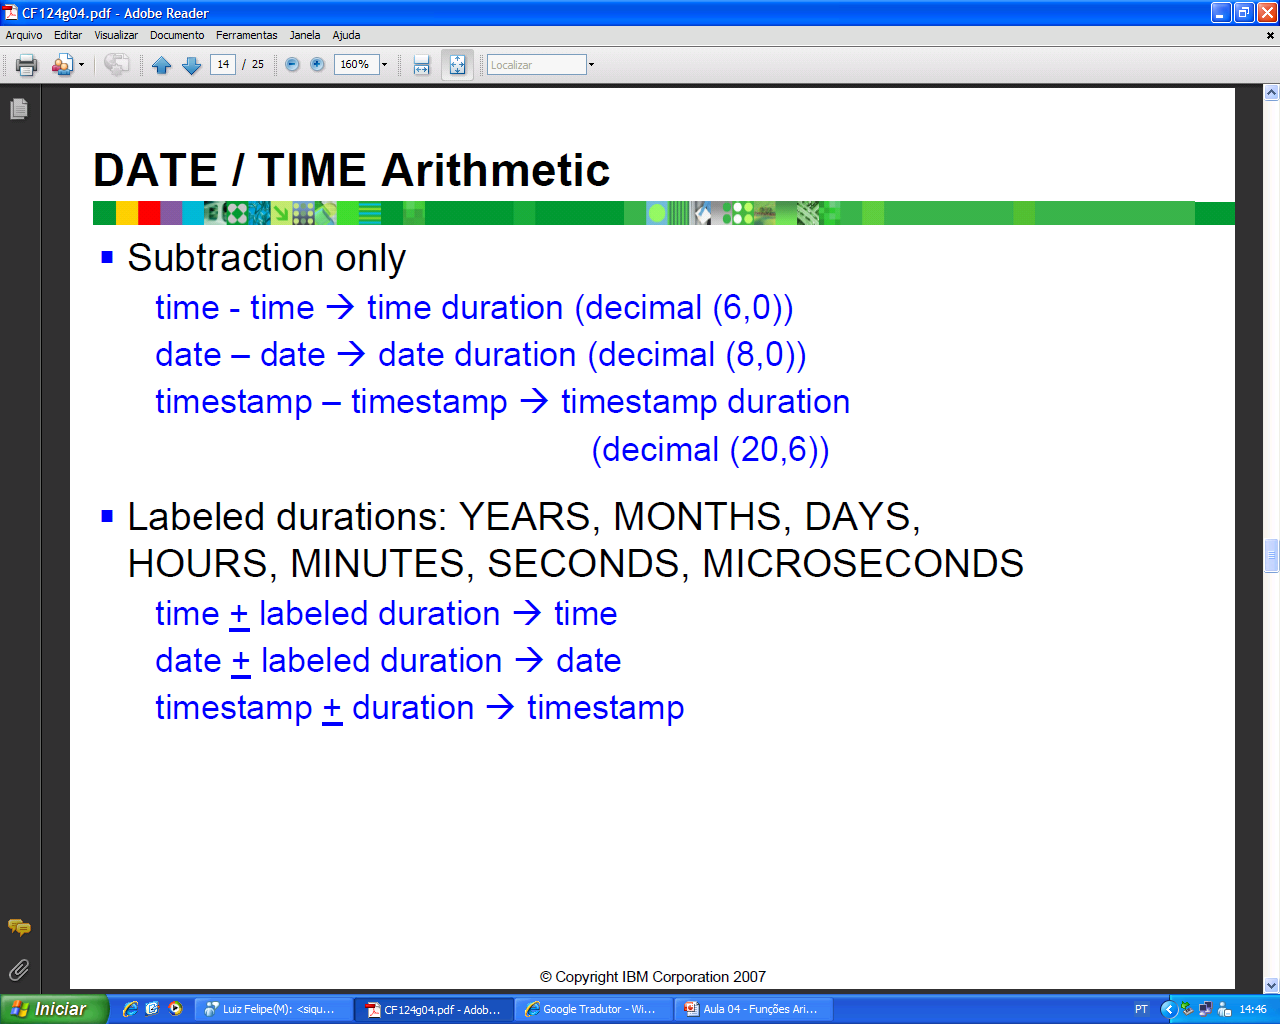 CF124g04.pdf - Adobe Reader
Arquivo Editar Visualizar Documento Ferramentas Janela Ajuda
14 / 25 160% Localizar
DATE / TIME Arithmetic
Subtraction only
time - time → time duration (decimal (6,0))
date – date → date duration (decimal (8,0))
timestamp – timestamp → timestamp duration
(decimal (20,6))
Labeled durations: YEARS, MONTHS, DAYS,
HOURS, MINUTES, SECONDS, MICROSECONDS
time + labeled duration → time
date + labeled duration → date
timestamp + duration → timestamp
© Copyright IBM Corporation 2007
Iniciar Luiz Felipe(M): <siqu... CF124g04.pdf - Adob... Google Tradutor - Wi... Aula 04 - Funções Ari... PT 14:46